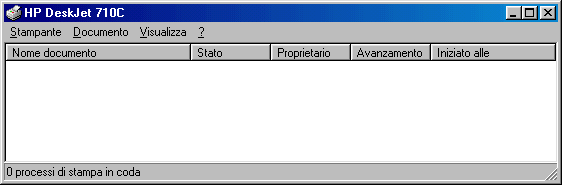 HP DeskJet 710C
Stampante Documento Visualizza ?
Nome documento Stato Proprietario Avanzamento Iniziato alle
0 processi di stampa in coda